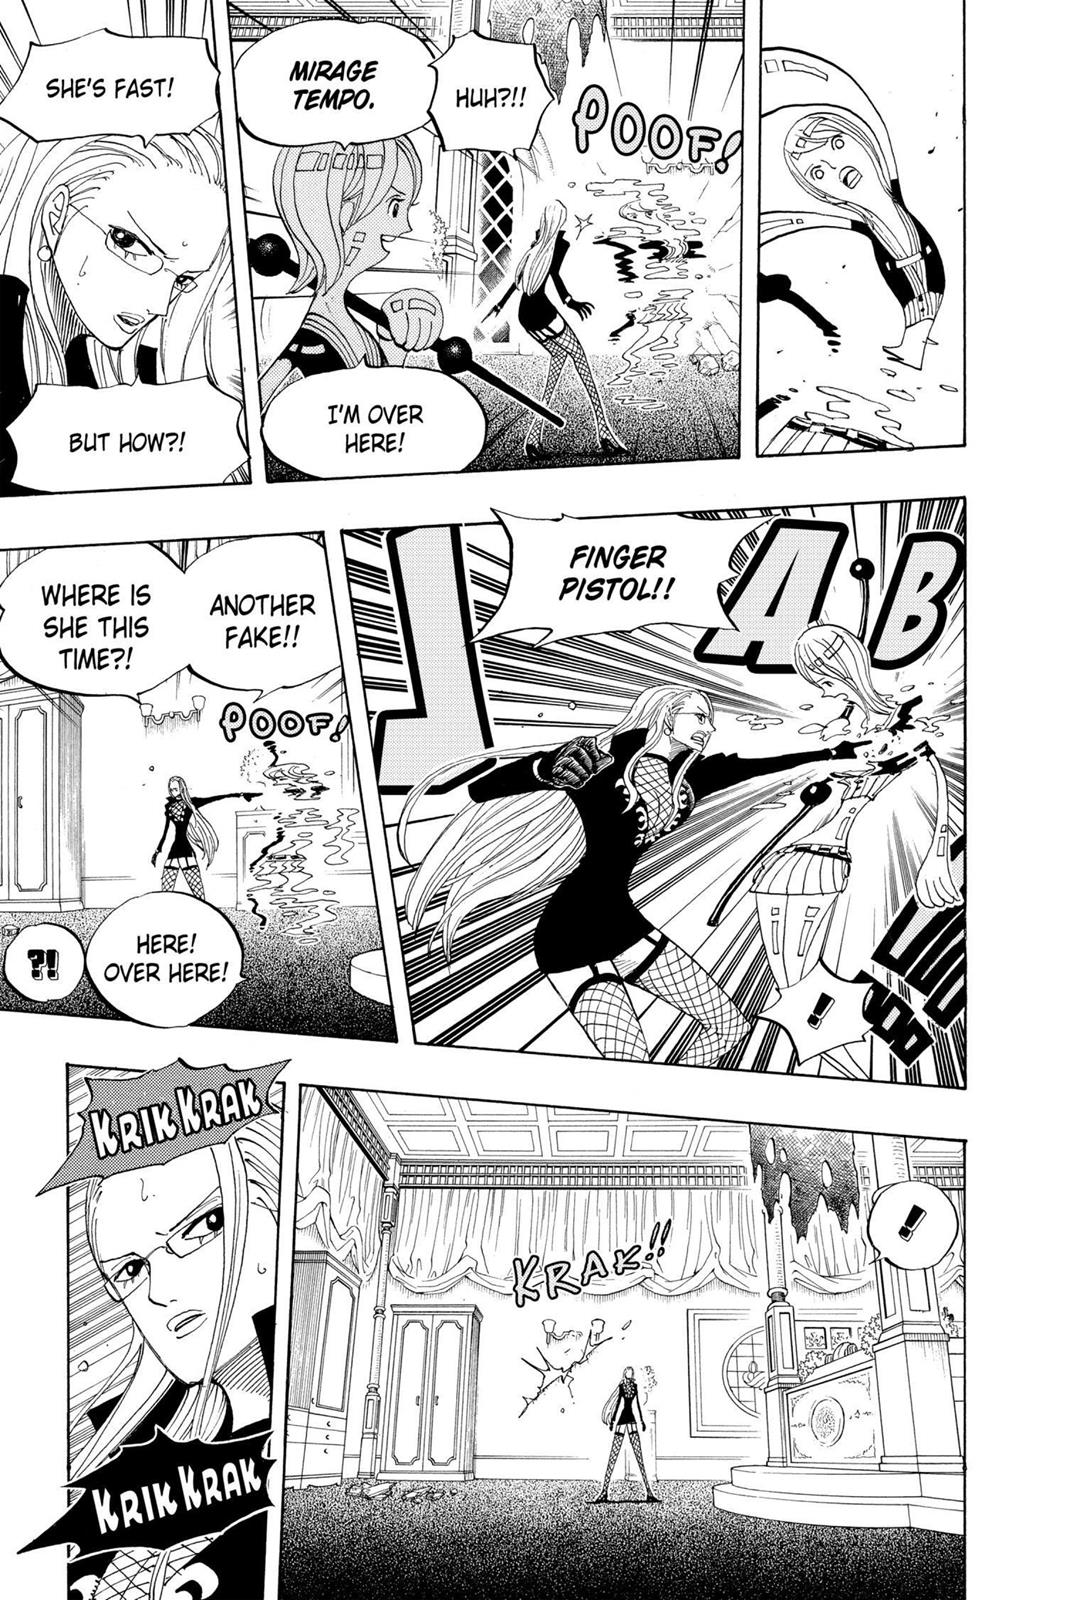 POOF!
HUH?!!
MIRAGE
TEMPO.
I'M OVER
HERE!
SHE'S FAST!
BUT HOW?!
FINGER
PISTOL!!
JAB
!
ANOTHER
FAKE!!
WHERE IS
SHE THIS
TIME?!
POOF!
HERE!
OVER HERE!
?!
!
KRAK!!
KRIK KRAK
KRIK KRAK